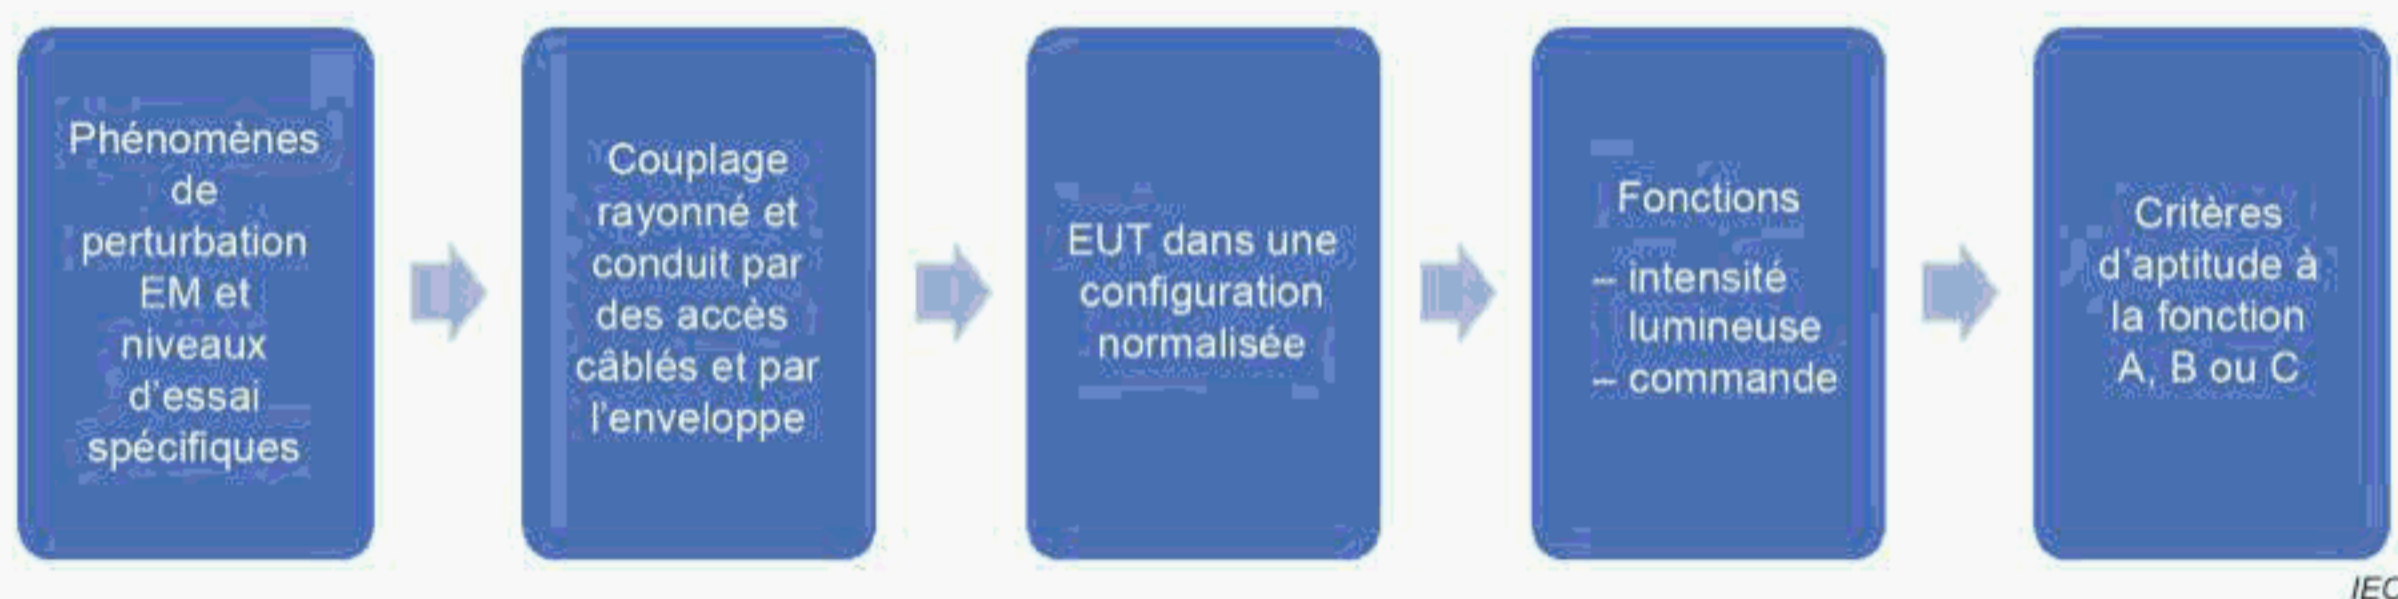 Phénomènes
de
perturbation
EM et
niveaux
d'essai
spécifiques
Couplage
rayonné et
conduit par
des accès
câblés et par
l'enveloppe
EUT dans une
configuration
normalisée
Fonctions
– intensité
lumineuse
– commande
Critères
d'aptitude à
la fonction
A, B ou C
IEC